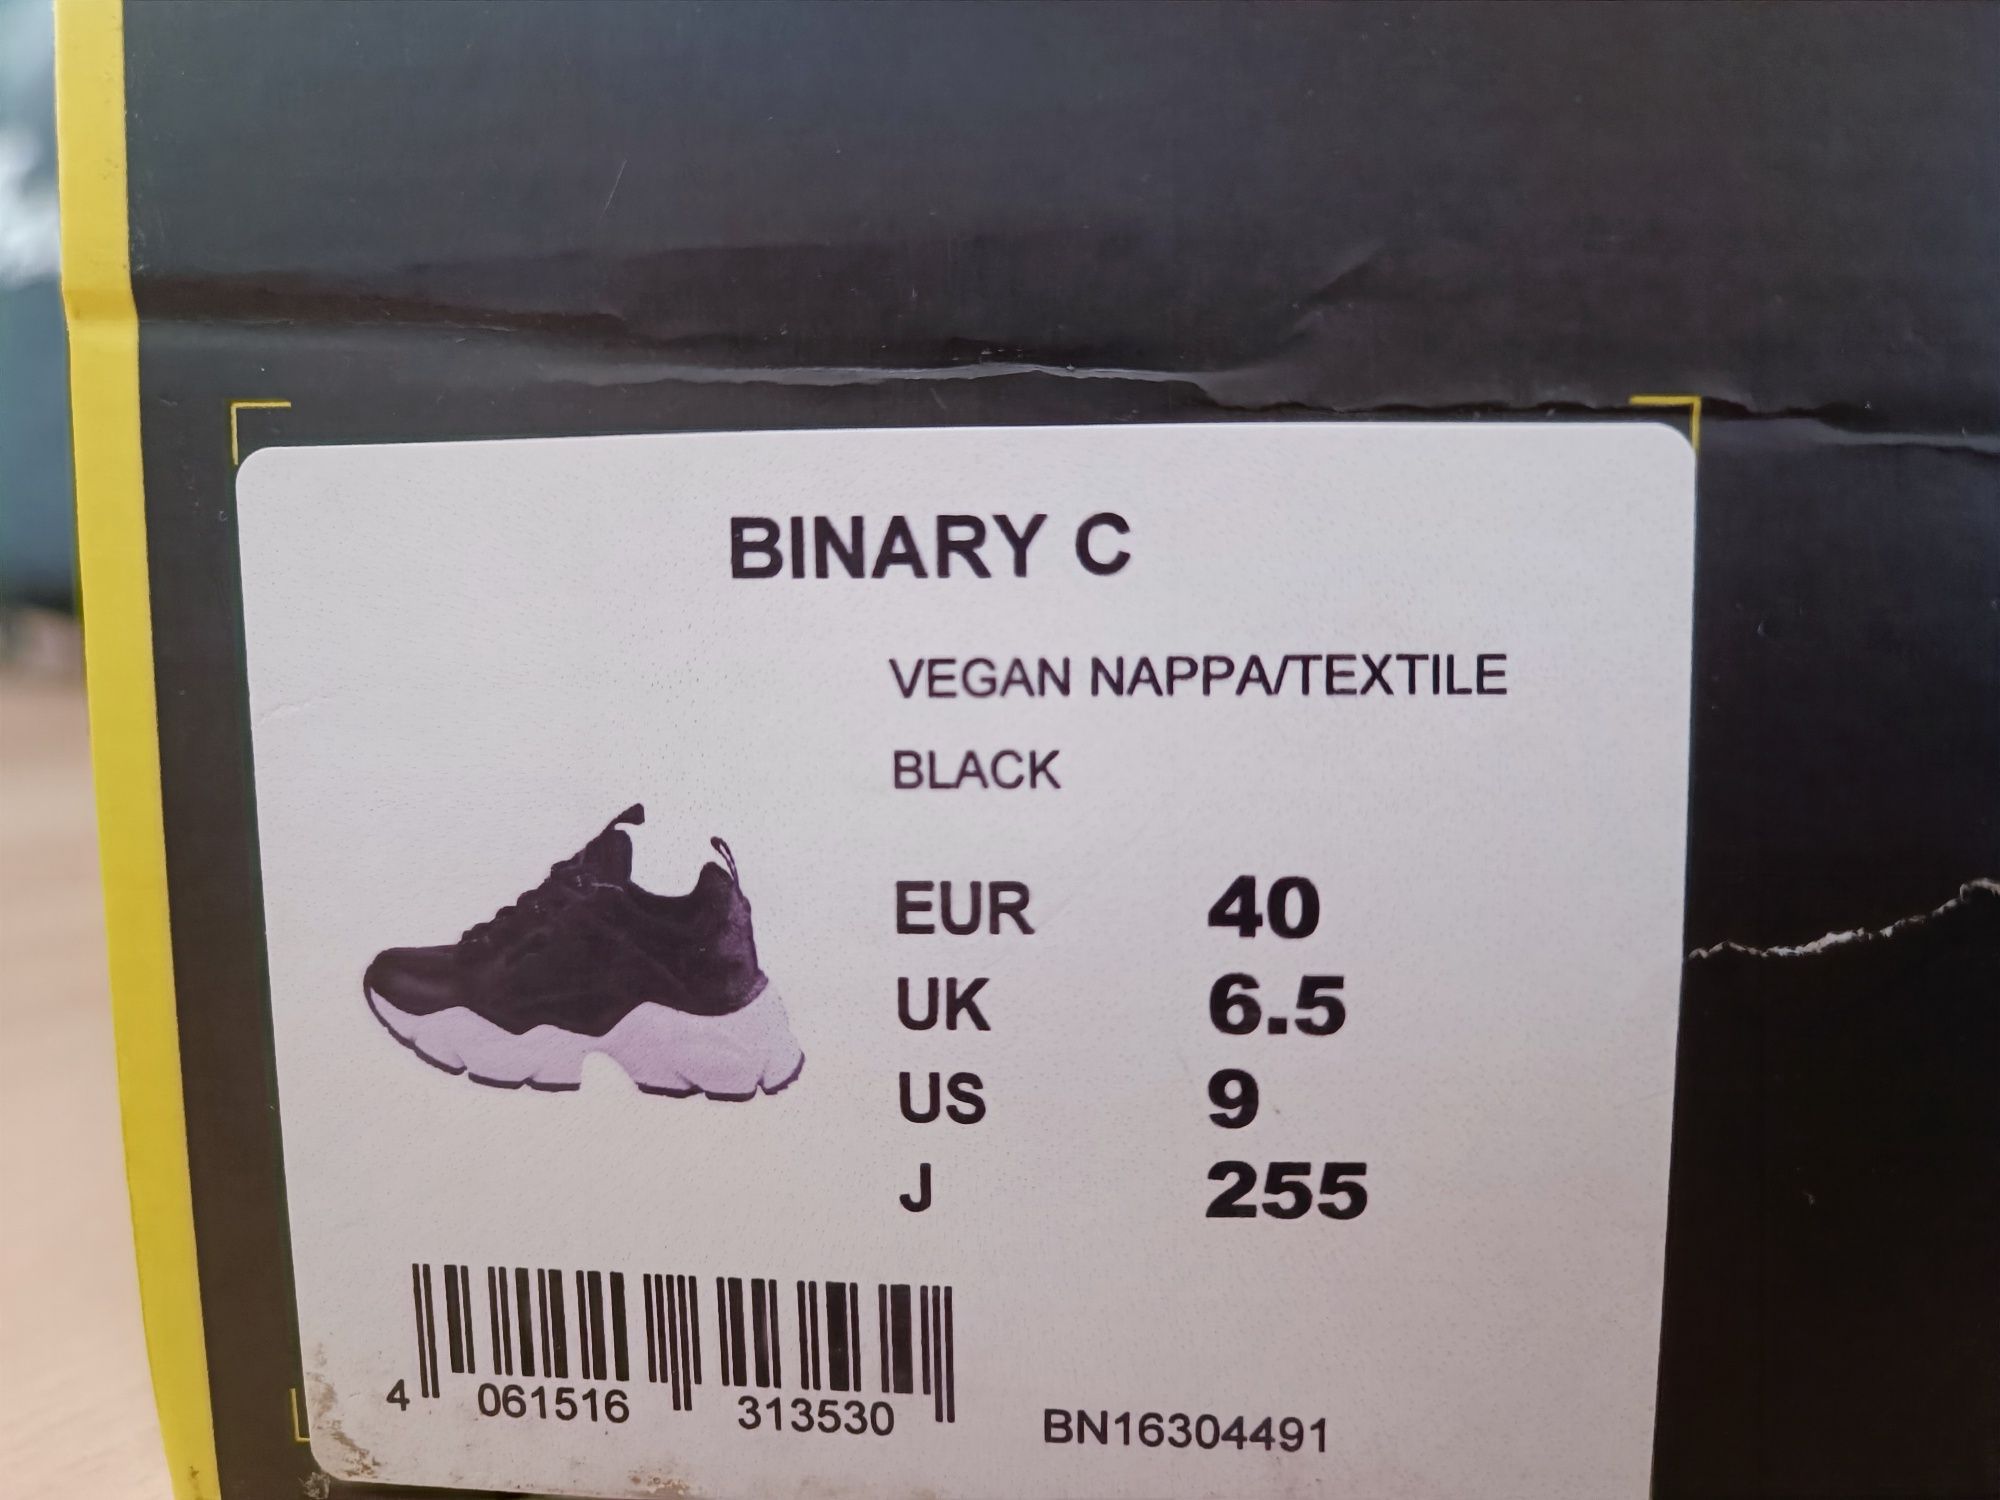 BINARY C
VEGAN NAPPA/TEXTILE
BLACK
EUR 40
UK 6.5
US 9
J 255
4 061516 313530
BN16304491